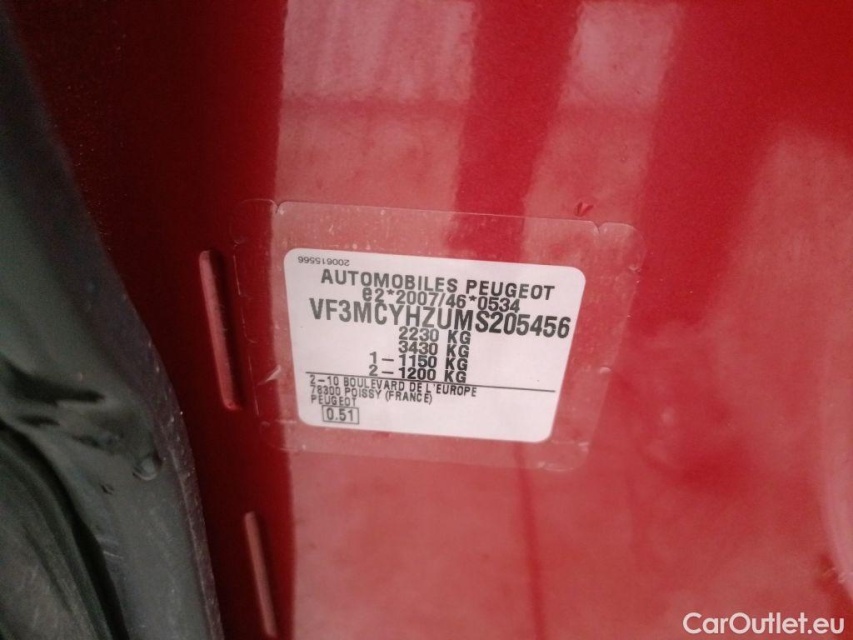 200615566
AUTOMOBILES PEUGEOT
e2*2007/46*0534
VF3MCYHZUMS205456
2230 KG
3430 KG
1-1150 KG
2-1200 KG
2-10 BOULEVARD DE L'EUROPE
78300 POISSY (FRANCE)
PEUGEOT
0.51
CarOutlet.eu